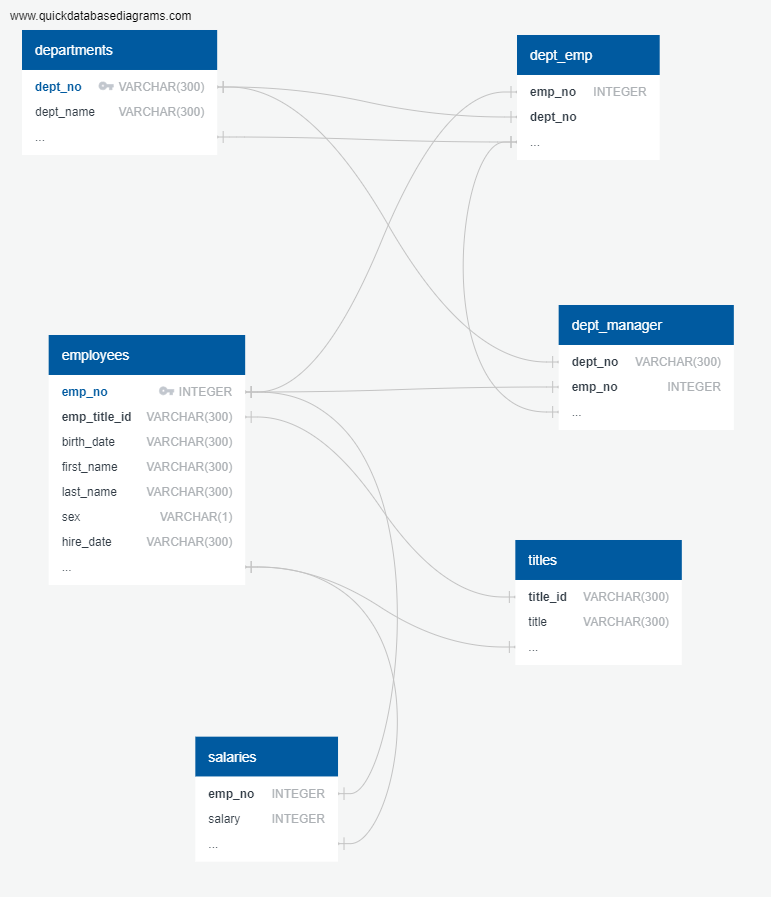 www.quickdatabasediagrams.com
departments
dept_no VARCHAR(300)
dept_name VARCHAR(300)
...
dept_emp
emp_no INTEGER
dept_no
...
dept_manager
dept_no VARCHAR(300)
emp_no INTEGER
...
employees
emp_no INTEGER
emp_title_id VARCHAR(300)
birth_date VARCHAR(300)
first_name VARCHAR(300)
last_name VARCHAR(300)
sex VARCHAR(1)
hire_date VARCHAR(300)
...
titles
title_id VARCHAR(300)
title VARCHAR(300)
...
salaries
emp_no INTEGER
salary INTEGER
...